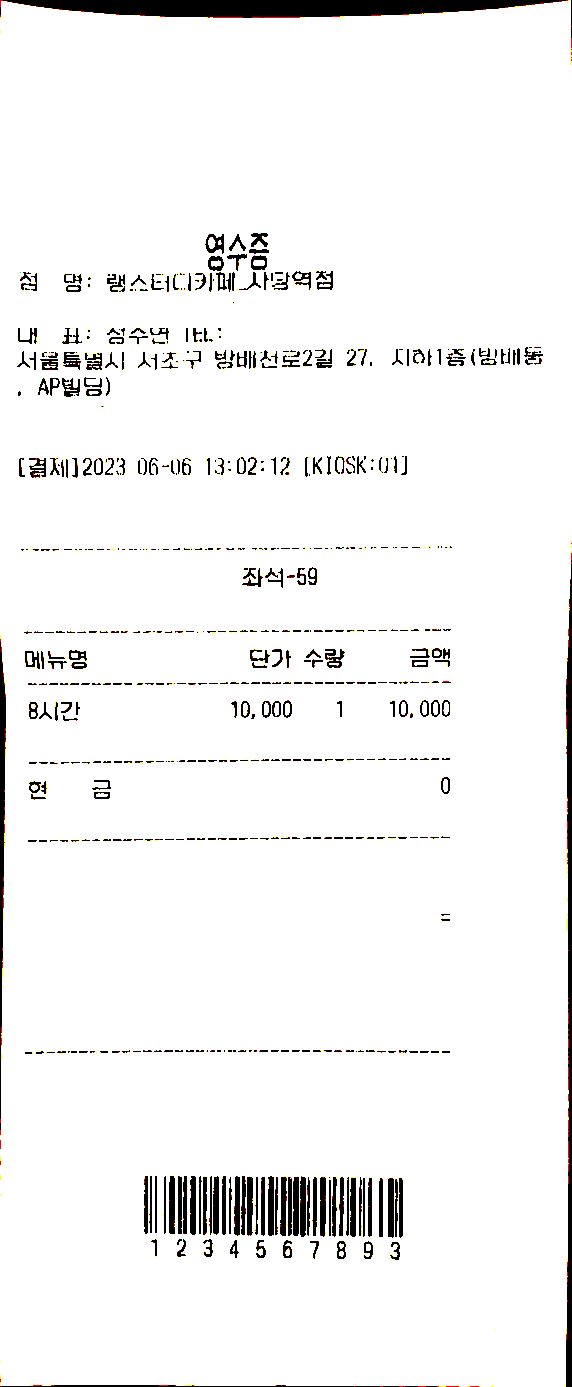 영수증
점 명: 랭스터디카페_사당역점
대 표: 성수연 TEL:
서울특별시 서초구 방배천로2길 27, 지하1층(방배동
, AP빌딩)
[결제]2023-06-06 13:02:12 [KIOSK:01]
좌석-59
메뉴명 단가 수량 금액
8시간 10,000 1 10,000
현 금 0
=
1 2 3 4 5 6 7 8 9 3